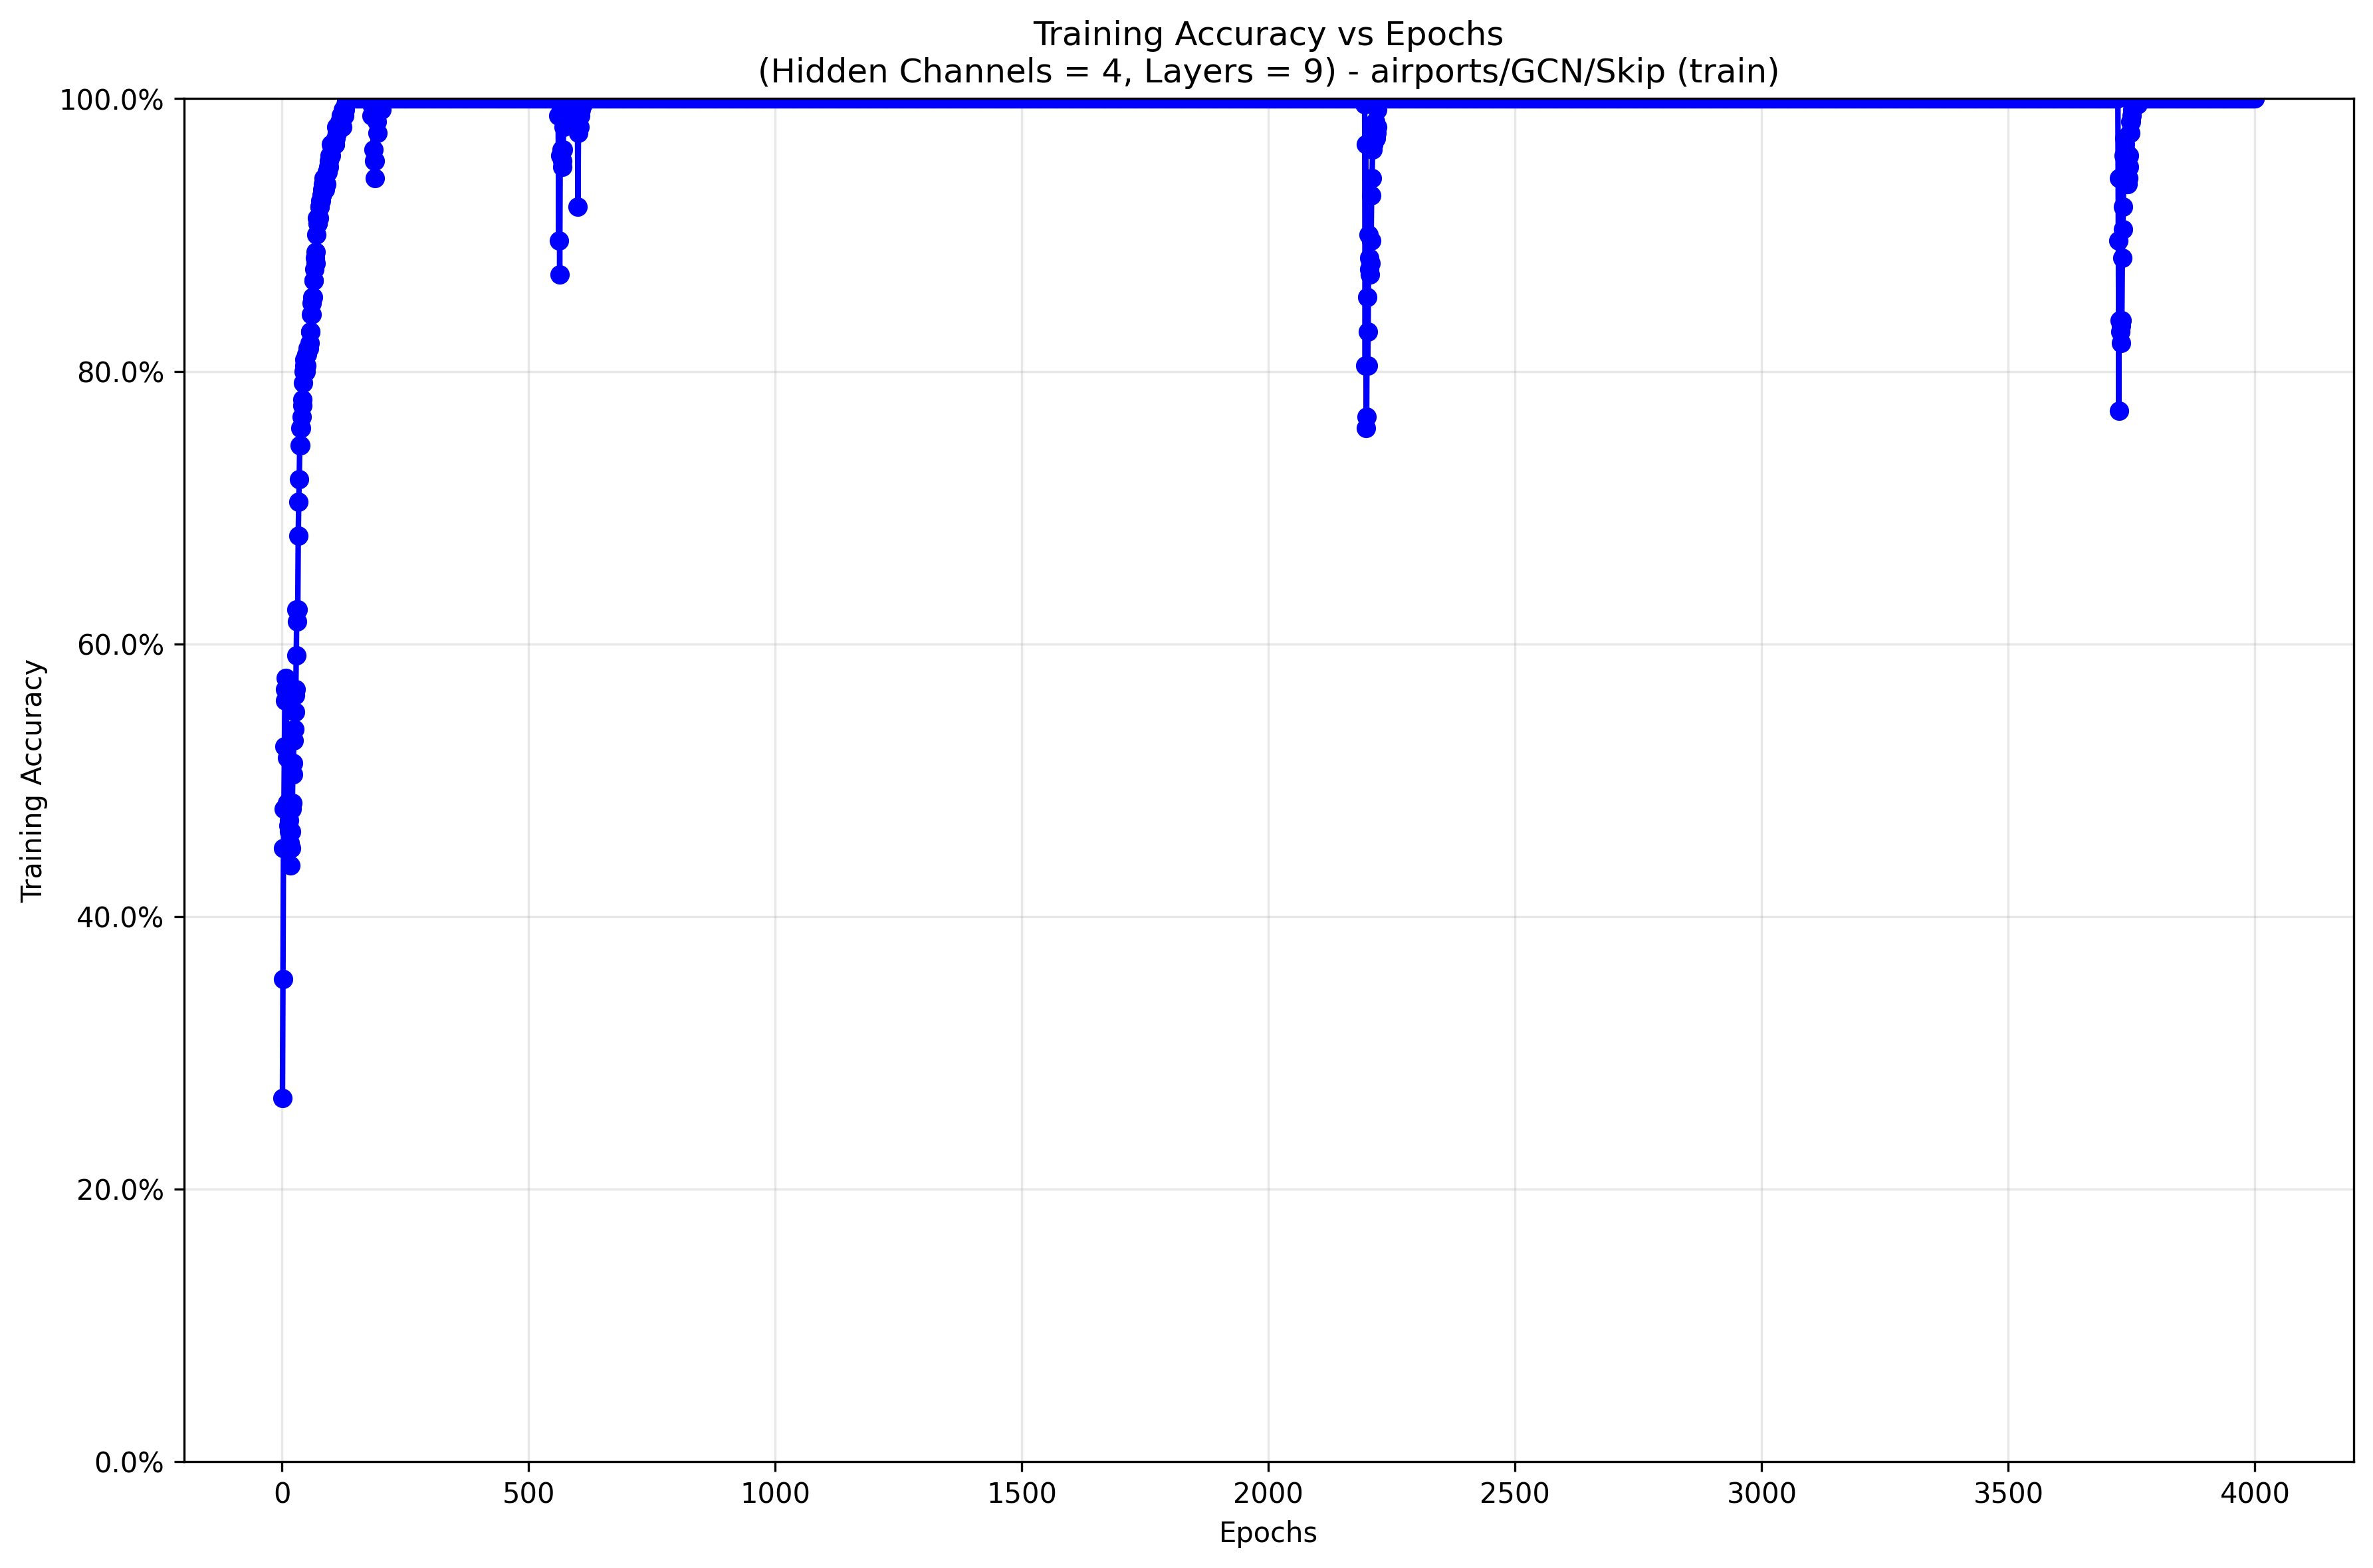 Training Accuracy vs Epochs
(Hidden Channels = 4, Layers = 9) - airports/GCN/Skip (train)
Training Accuracy
100.0%
80.0%
60.0%
40.0%
20.0%
0.0%
0 500 1000 1500 2000 2500 3000 3500 4000
Epochs